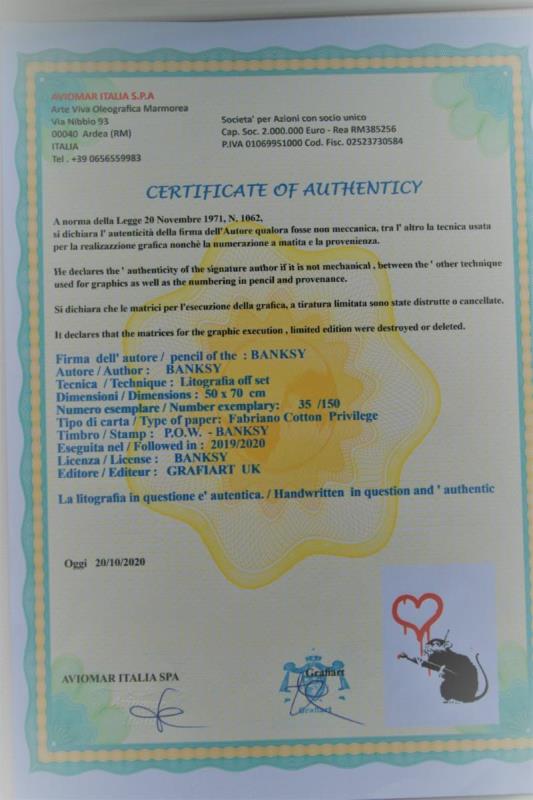 AVIOMAR ITALIA S.P.A
Arte Viva Oleografica Marmorea
Via Nibbio 93
00040 Ardea (RM)
ITALIA
Tel . +39 0656559983
Societa' per Azioni con socio unico
Cap. Soc. 2.000.000 Euro - Rea RM385256
P.IVA 01069951000 Cod. Fisc. 02523730584
CERTIFICATE OF AUTHENTICY
A norma della Legge 20 Novembre 1971, N. 1062,
si dichiara l' autenticità della firma dell'Autore qualora fosse non meccanica, tra l' altro la tecnica usata
per la realizazzione grafica nonchè la numerazione a matita e la provenienza.
He declares the ' authenticity of the signature author if it is not mechanical , between the ' other technique
used for graphics as well as the numbering in pencil and provenance.
Si dichiara che le matrici per l'esecuzione della grafica, a tiratura limitata sono state distrutte o cancellate.
It declares that the matrices for the graphic execution , limited edition were destroyed or deleted.
Firma dell' autore / pencil of the : BANKSY
Autore / Author : BANKSY
Tecnica / Technique : Litografia off set
Dimensioni / Dimensions : 50 x 70 cm
Numero esemplare / Number exemplary: 35 /150
Tipo di carta / Type of paper: Fabriano Cotton Privilege
Timbro / Stamp : P.O.W. - BANKSY
Eseguita nel / Followed in : 2019/2020
Licenza / License : BANKSY
Editore / Editeur : GRAFIART UK
La litografia in questione e' autentica. / Handwritten in question and ' authentic
Oggi 20/10/2020
AVIOMAR ITALIA SPA
Grafiart
Grafiart